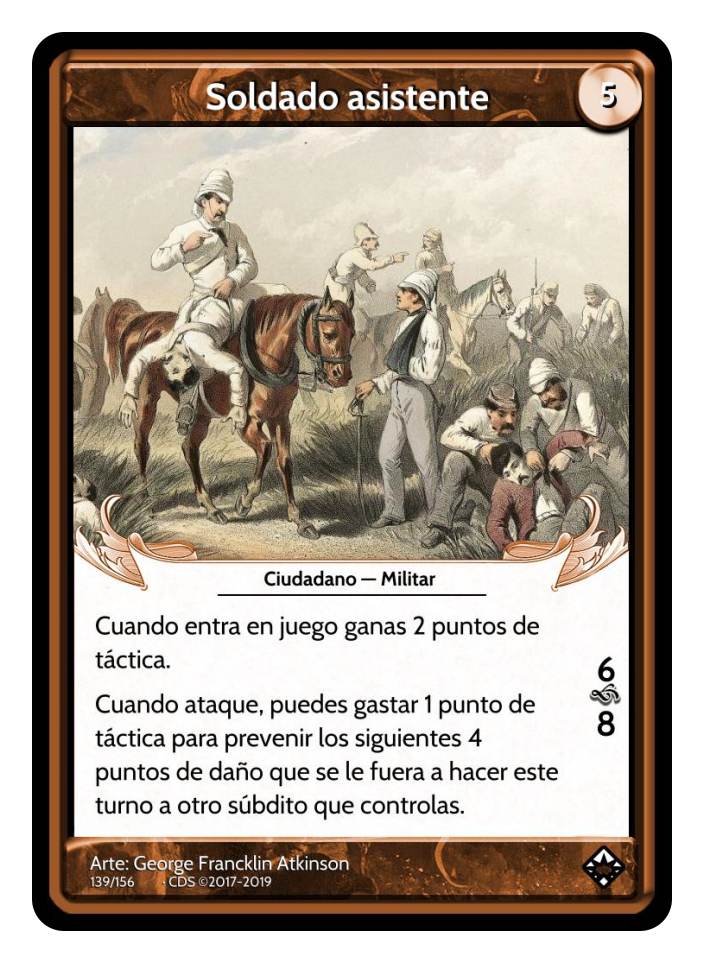 Soldado asistente
5
Ciudadano — Militar
Cuando entra en juego ganas 2 puntos de
táctica.
Cuando ataque, puedes gastar 1 punto de
táctica para prevenir los siguientes 4
puntos de daño que se le fuera a hacer este
turno a otro súbdito que controlas.
6
8
Arte: George Francklin Atkinson
139/156 · CDS ©2017-2019